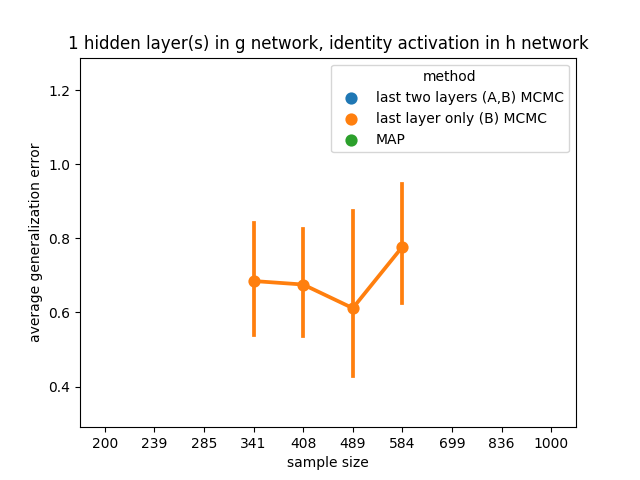 1 hidden layer(s) in g network, identity activation in h network
method
last two layers (A,B) MCMC
last layer only (B) MCMC
MAP
average generalization error
1.2
1.0
0.8
0.6
0.4
200 239 285 341 408 489 584 699 836 1000
sample size